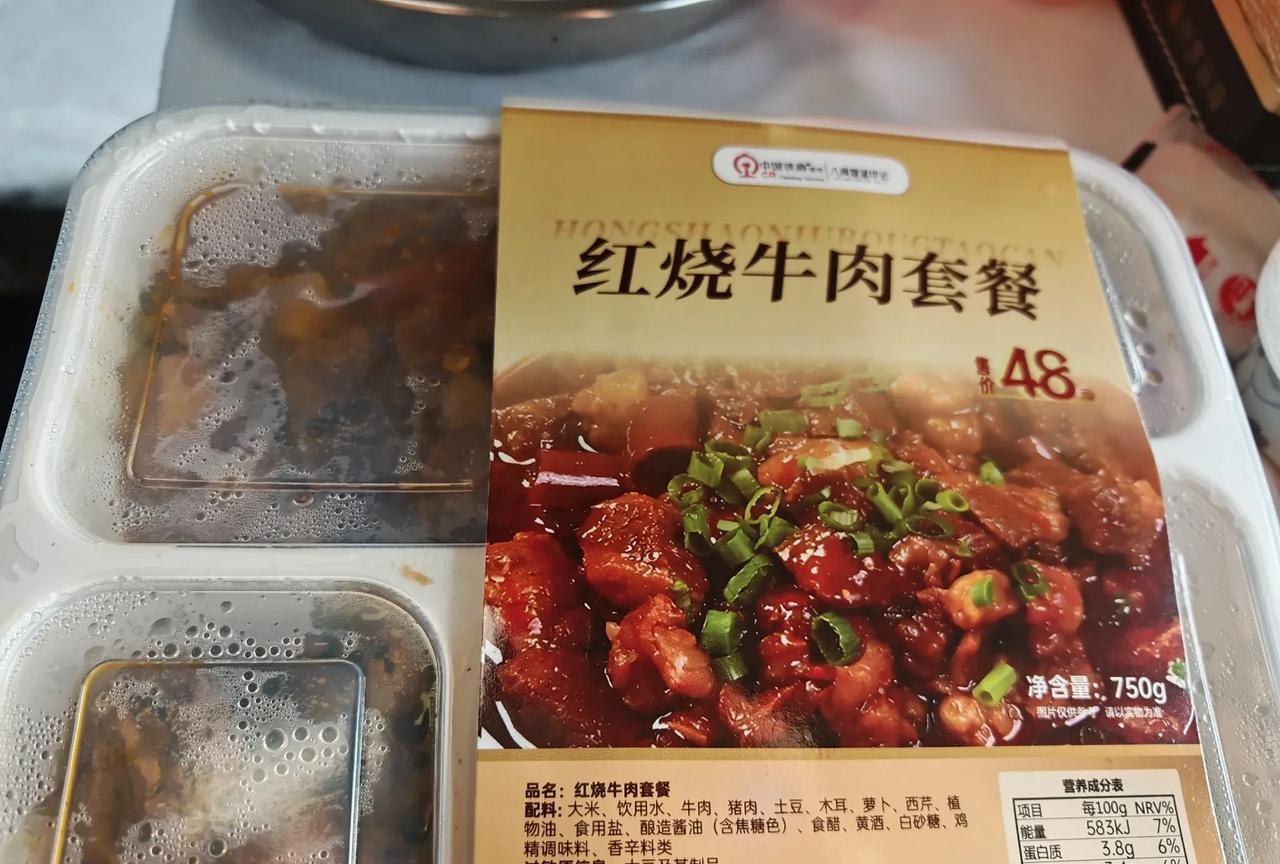 中国铁路
CR
HONGSHAONIUROUTAOCAN
红烧牛肉套餐
售价48元
净含量：750g
图片仅供参考 请以实物为准
品名：红烧牛肉套餐
配料：大米、饮用水、牛肉、猪肉、土豆、木耳、萝卜、西芹、植
物油、食用盐、酿造酱油（含焦糖色）、食醋、黄酒、白砂糖、鸡
精调味料、香辛料类
营养成分表
项目 每100g NRV%
能量 583kJ 7%
蛋白质 3.8g 6%